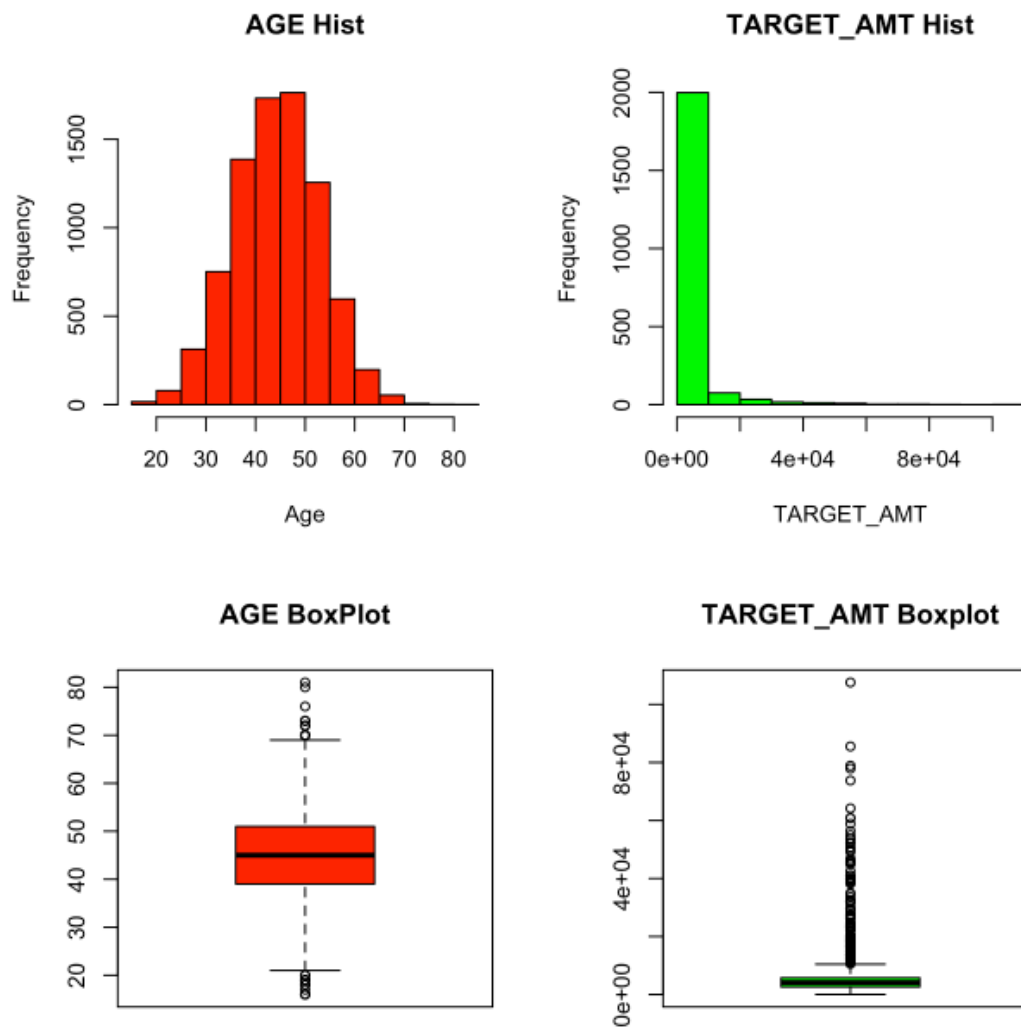 AGE Hist
Frequency
0
500
1000
1500
20 30 40 50 60 70 80
Age
TARGET_AMT Hist
Frequency
0
500
1000
1500
2000
0e+00 4e+04 8e+04
TARGET_AMT
AGE BoxPlot
20
30
40
50
60
70
80
TARGET_AMT Boxplot
0e+00
4e+04
8e+04